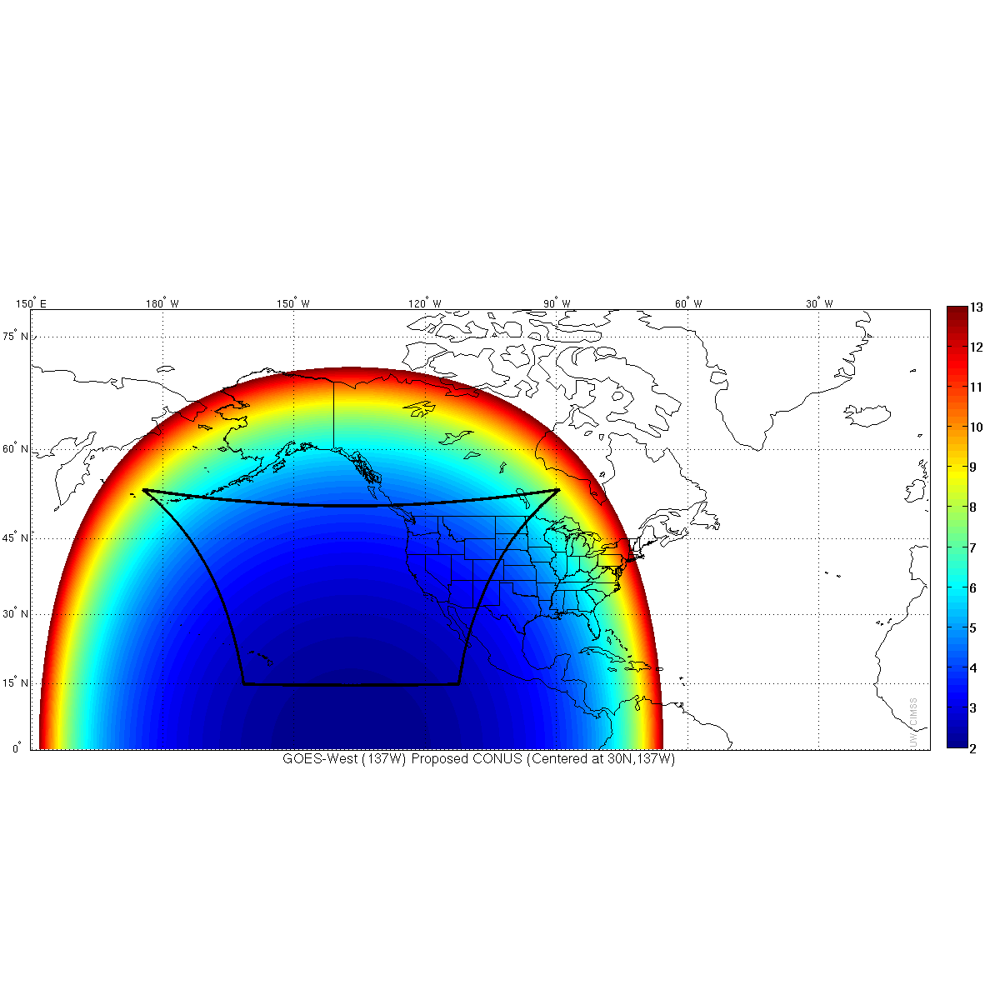 150° E 180° W 150° W 120° W 90° W 60° W 30° W
13
75° N
12
11
60° N
10
9
8
45° N
7
6
30° N
5
15° N
4
3
UW/CIMSS
0°
2
GOES-West (137W) Proposed CONUS (Centered at 30N,137W)